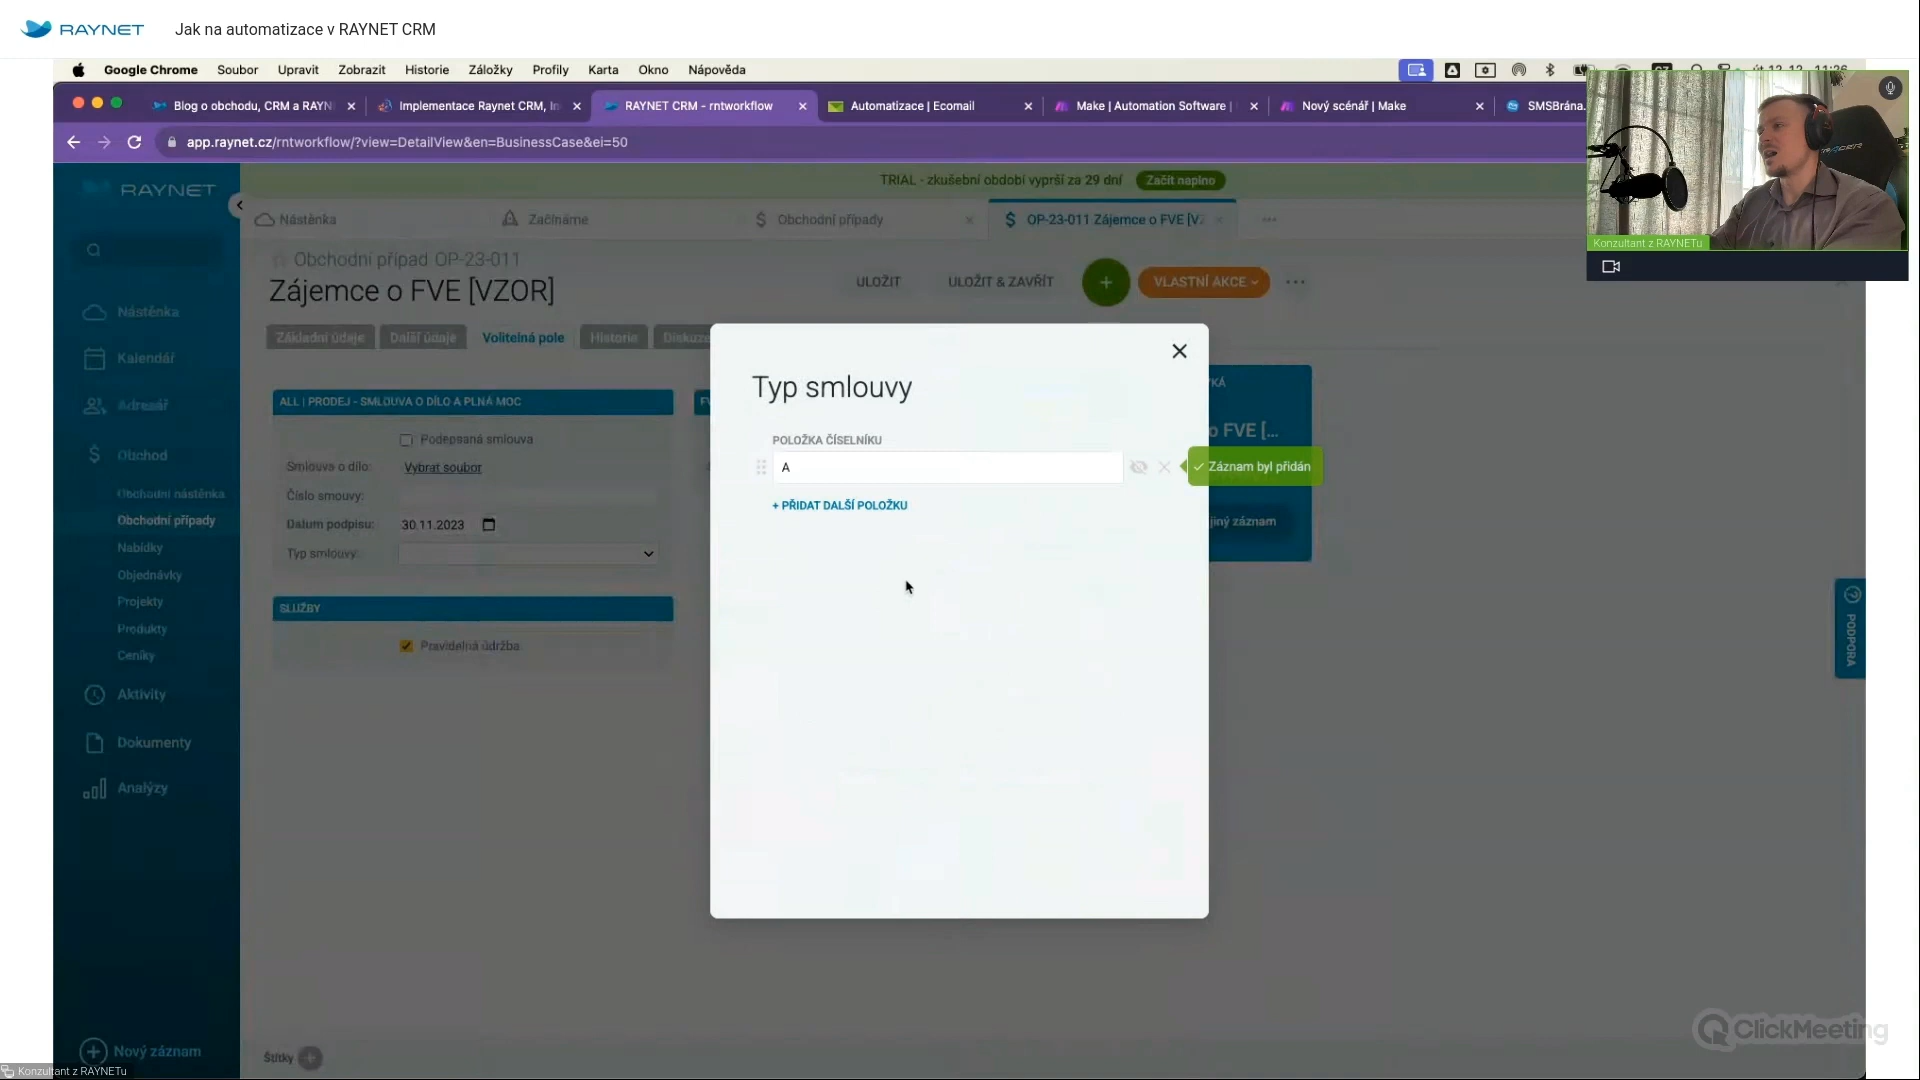 RAYNET
Jak na automatizace v RAYNET CRM
Google Chrome Soubor Upravit Zobrazit Historie Záložky Profily Karta Okno Nápověda
Blog o obchodu, CRM a RAYN
Implementace Raynet CRM, In
RAYNET CRM - rntworkflow
Automatizace | Ecomail
Make | Automation Software |
Nový scénář | Make
SMSBrána.
app.raynet.cz/rntworkflow/?view=DetailView&en=BusinessCase&ei=50
Konzultant z RAYNETu
RAYNET
TRIAL - zkušební období vyprší za 29 dní
Začít naplno
Nástěnka
Začínáme
Obchodní případy
OP-23-011 Zájemce o FVE [V
Obchodní případ OP-23-011
Zájemce o FVE [VZOR]
ULOŽIT
ULOŽIT & ZAVŘÍT
VLASTNÍ AKCE
Základní údaje
Další údaje
Volitelná pole
Historie
Diskuze
Nástěnka
Kalendář
Adresář
Obchod
Obchodní nástěnka
Obchodní případy
Nabídky
Objednávky
Projekty
Produkty
Ceníky
Aktivity
Dokumenty
Analýzy
Nový záznam
ALL | PRODEJ - SMLOUVA O DÍLO A PLNÁ MOC
Podepsaná smlouva
Smlouva o dílo: Vybrat soubor
Číslo smouvy:
Datum podpisu: 30.11.2023
Typ smlouvy:
SLUŽBY
Pravidelná údržba
Typ smlouvy
POLOŽKA ČÍSELNÍKU
A
+ PŘIDAT DALŠÍ POLOŽKU
o FVE [...
Záznam byl přidán
jiný záznam
PODPORA
Štítky
ClickMeeting
Konzultant z RAYNETu